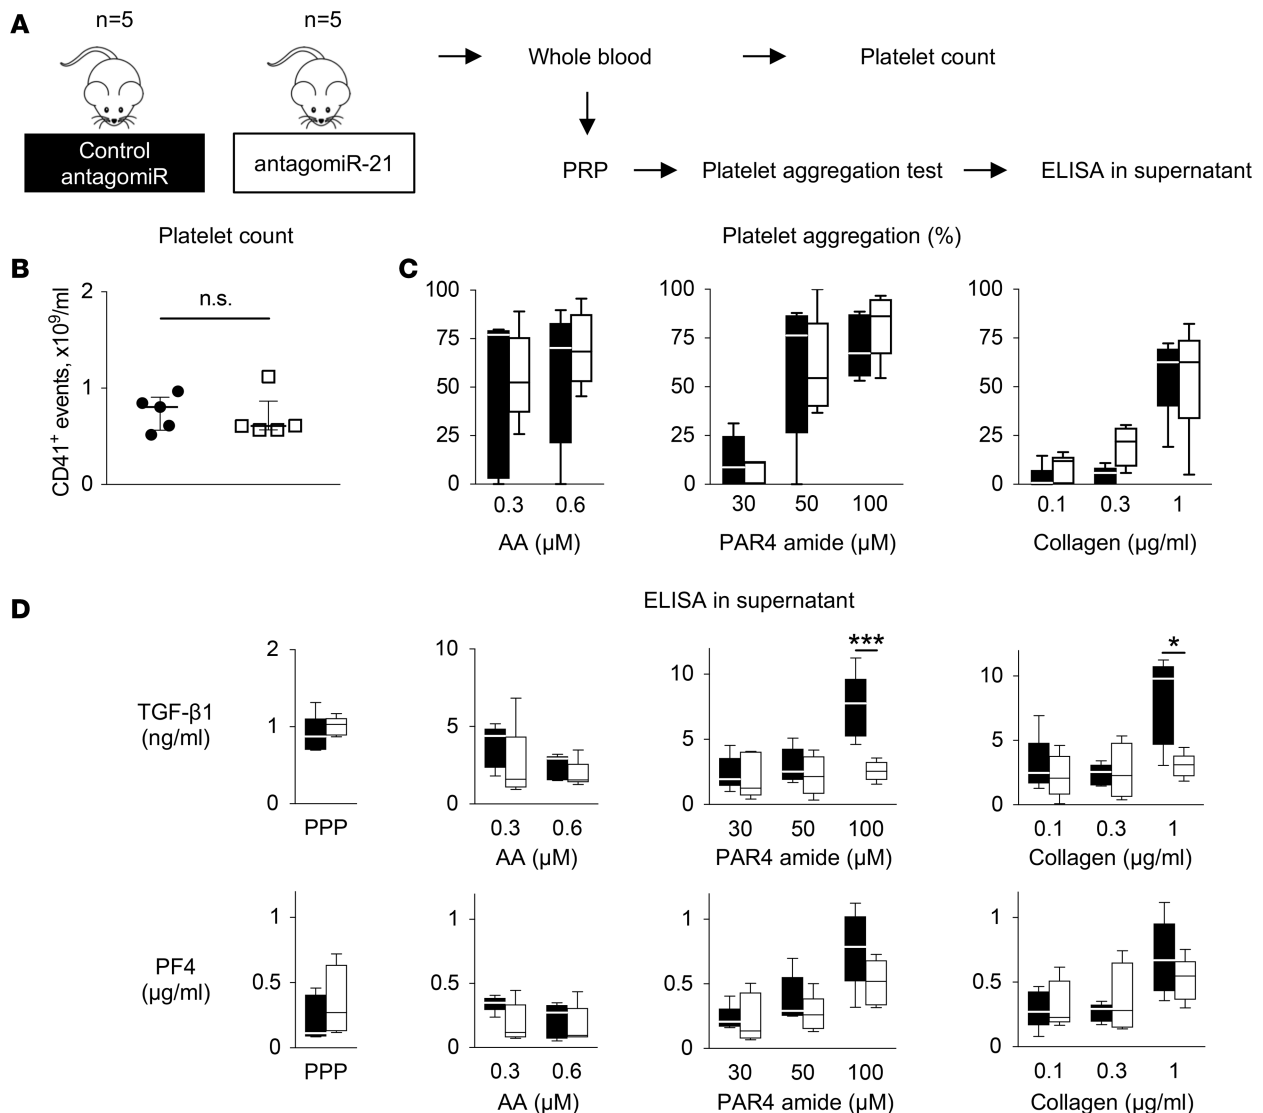 A
n=5
n=5
Control
antagomiR
antagomiR-21
Whole blood
Platelet count
PRP
Platelet aggregation test
ELISA in supernatant
Platelet count
Platelet aggregation (%)
B
CD41⁺ events, x10⁹/ml
2
1
0
n.s.
C
100
75
50
25
0
0.3
0.6
AA (μM)
100
75
50
25
0
30
50
100
PAR4 amide (μM)
100
75
50
25
0
0.1
0.3
1
Collagen (μg/ml)
D
ELISA in supernatant
TGF-β1
(ng/ml)
2
1
0
PPP
10
5
0
0.3
0.6
AA (μM)
10
5
0
***
30
50
100
PAR4 amide (μM)
10
5
0
*
0.1
0.3
1
Collagen (μg/ml)
PF4
(μg/ml)
1
0.5
0
PPP
1
0.5
0
0.3
0.6
AA (μM)
1
0.5
0
30
50
100
PAR4 amide (μM)
1
0.5
0
0.1
0.3
1
Collagen (μg/ml)